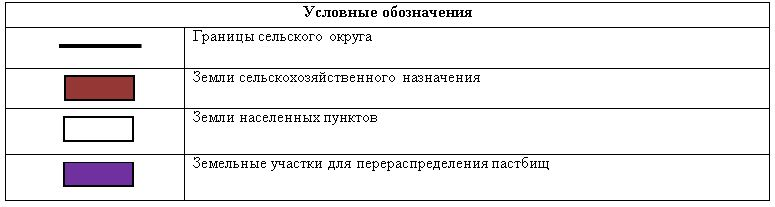 Условные обозначения
Границы сельского округа
Земли сельскохозяйственного назначения
Земли населенных пунктов
Земельные участки для перераспределения пастбищ